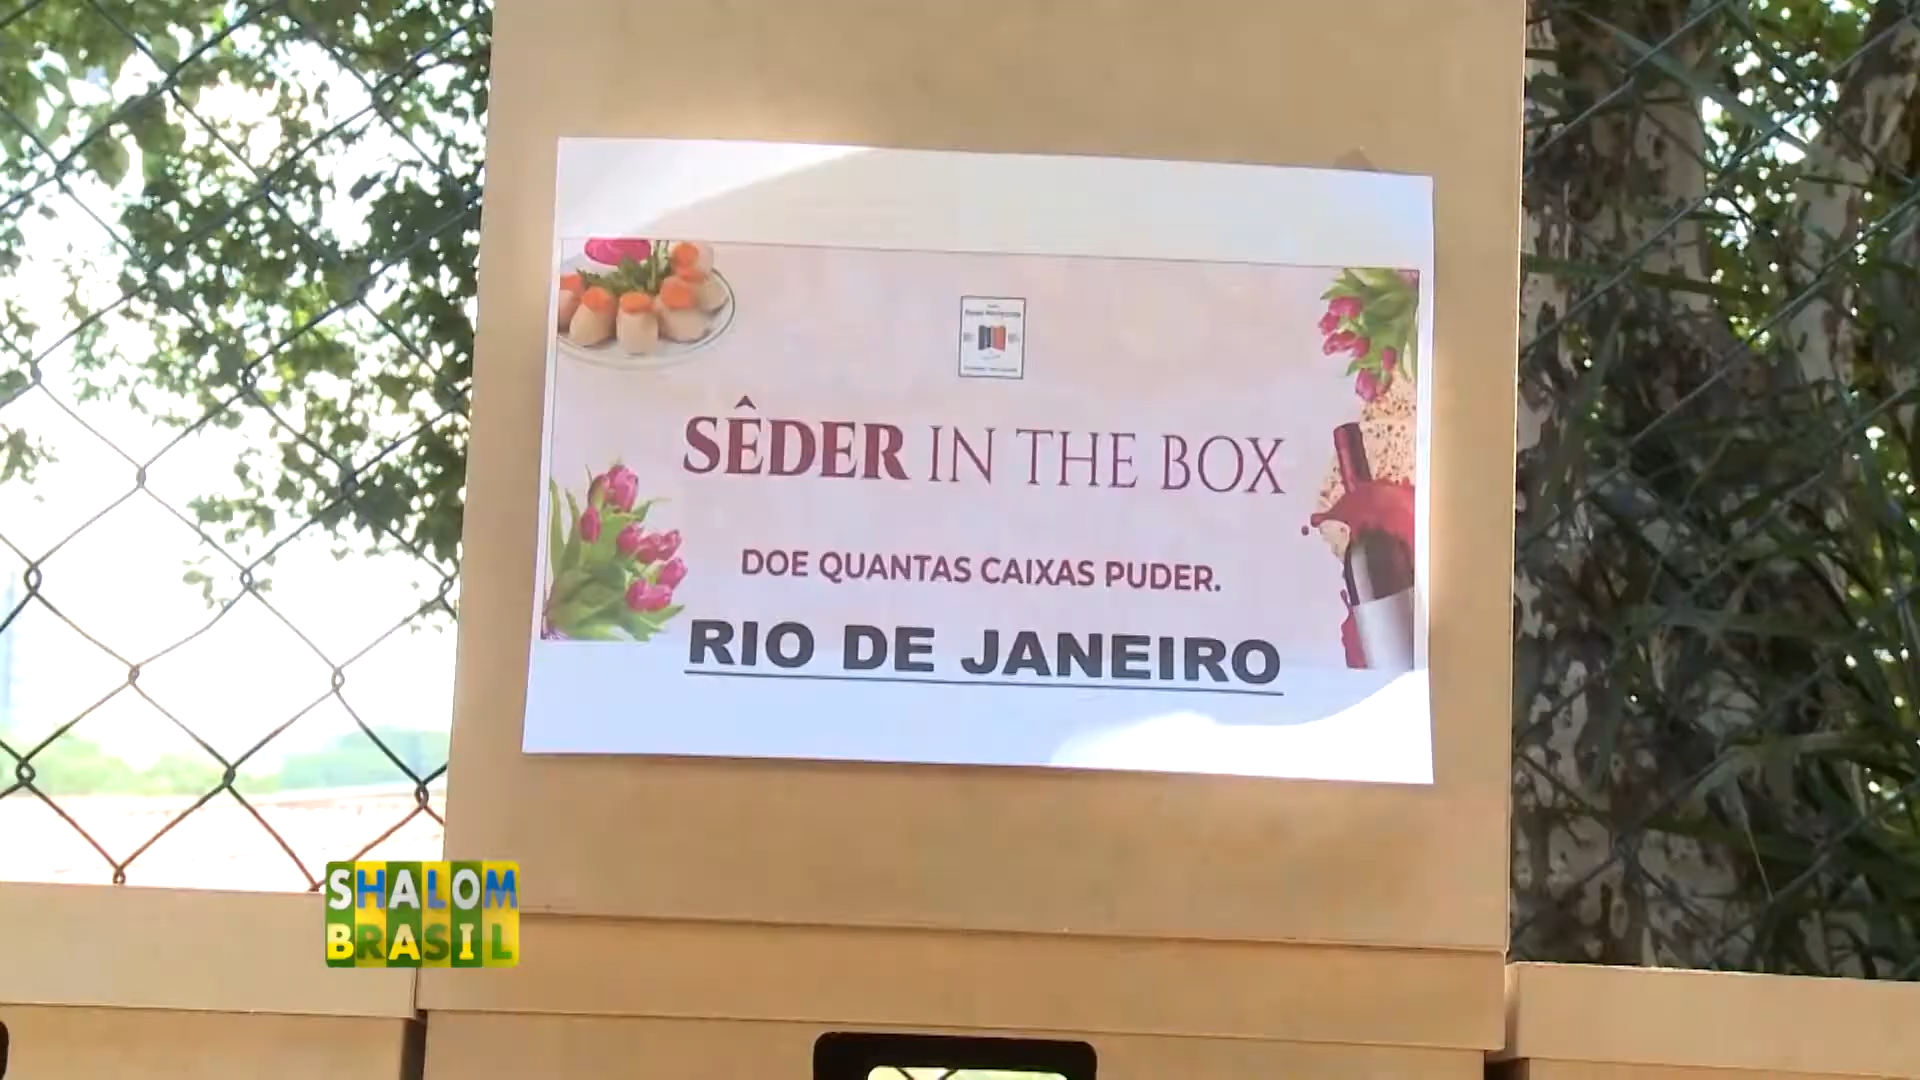 SÊDER IN THE BOX
DOE QUANTAS CAIXAS PUDER.
RIO DE JANEIRO
SHALOM
BRASIL